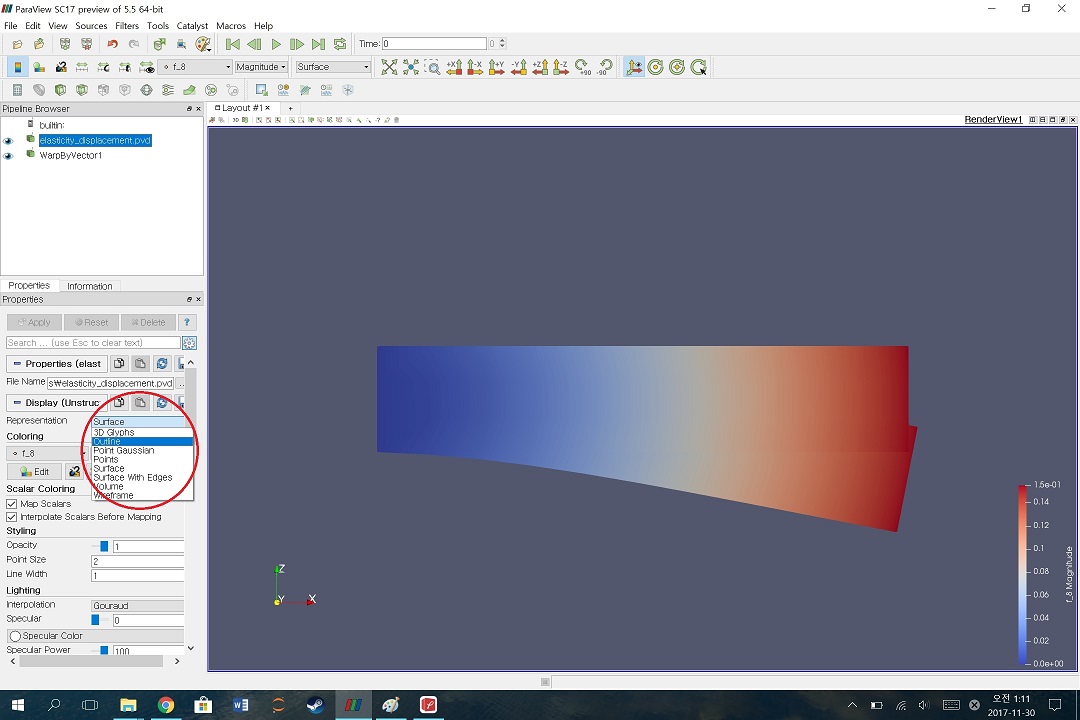 ParaView SC17 preview of 5.5 64-bit
File Edit View Sources Filters Tools Catalyst Macros Help
Time: 0 0
f_8 Magnitude Surface
+X -X +Y -Y +Z -Z +90 -90
Pipeline Browser
Layout #1 × +
builtin:
3D
RenderView1
elasticity_displacement.pvd
WarpByVector1
Properties Information
Properties
Apply Reset Delete ?
Search ... (use Esc to clear text)
Properties (elast
File Name s₩elasticity_displacement.pvd ...
Display (Unstruc
Representation Surface
3D Glyphs
Outline
Point Gaussian
Points
Surface
Surface With Edges
Volume
Wireframe
Coloring
f_8
Edit
Scalar Coloring
Map Scalars
Interpolate Scalars Before Mapping
Styling
Opacity 1
Point Size 2
Line Width 1
Lighting
Interpolation Gouraud
Specular 0
Specular Color
Specular Power 100
Z
Y X
1.5e-01
0.14
0.12
0.1
0.08
0.06
0.04
0.02
0.0e+00
f_8 Magnitude
오전 1:11
2017-11-30